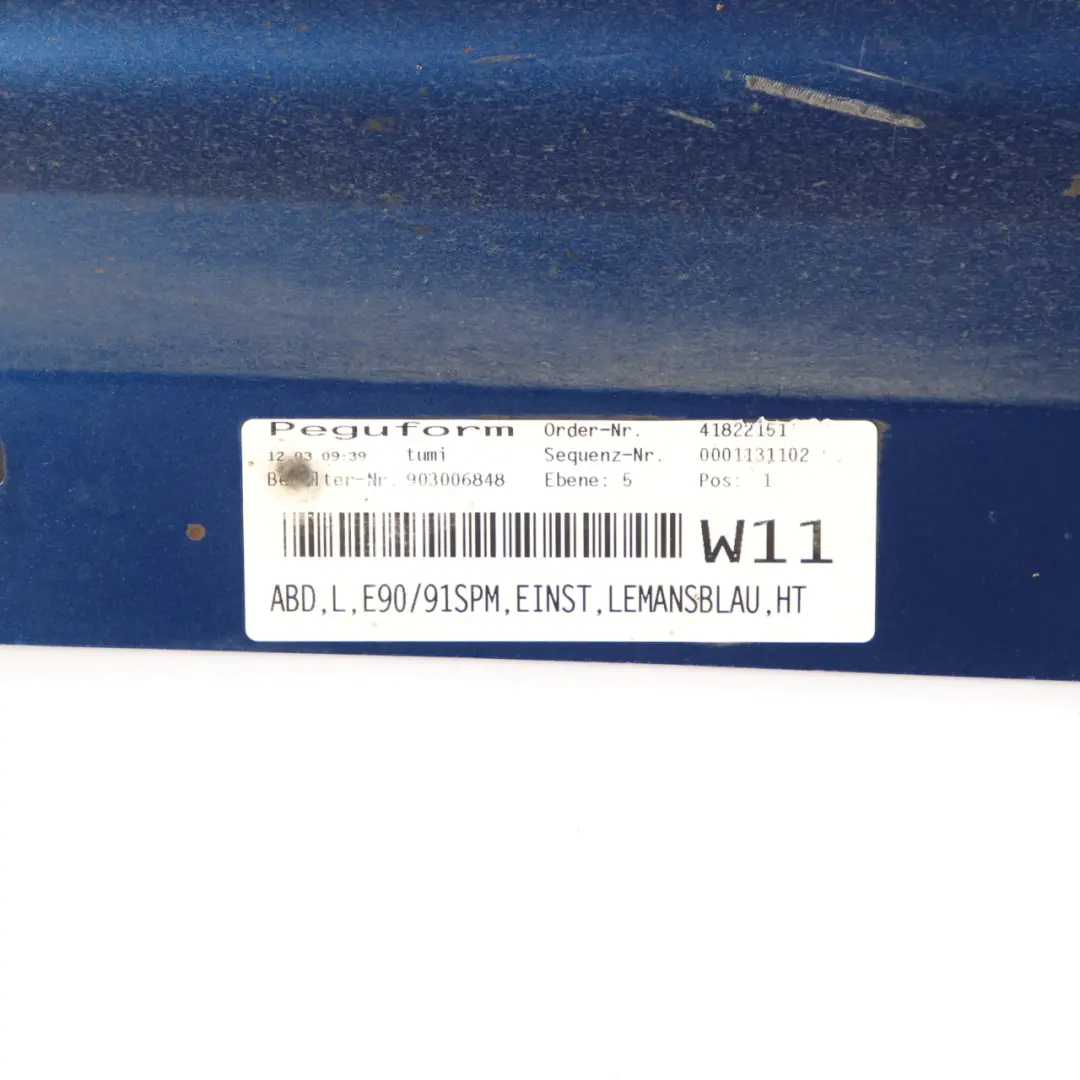 Peguform Order-Nr. 41822151
12 03 09:39 tumi Sequenz-Nr. 0001131102
903006848 Ebene: 5 Pos: 1
W11
ABD,L,E90/91SPM,EINST,LEMANSBLAU,HT